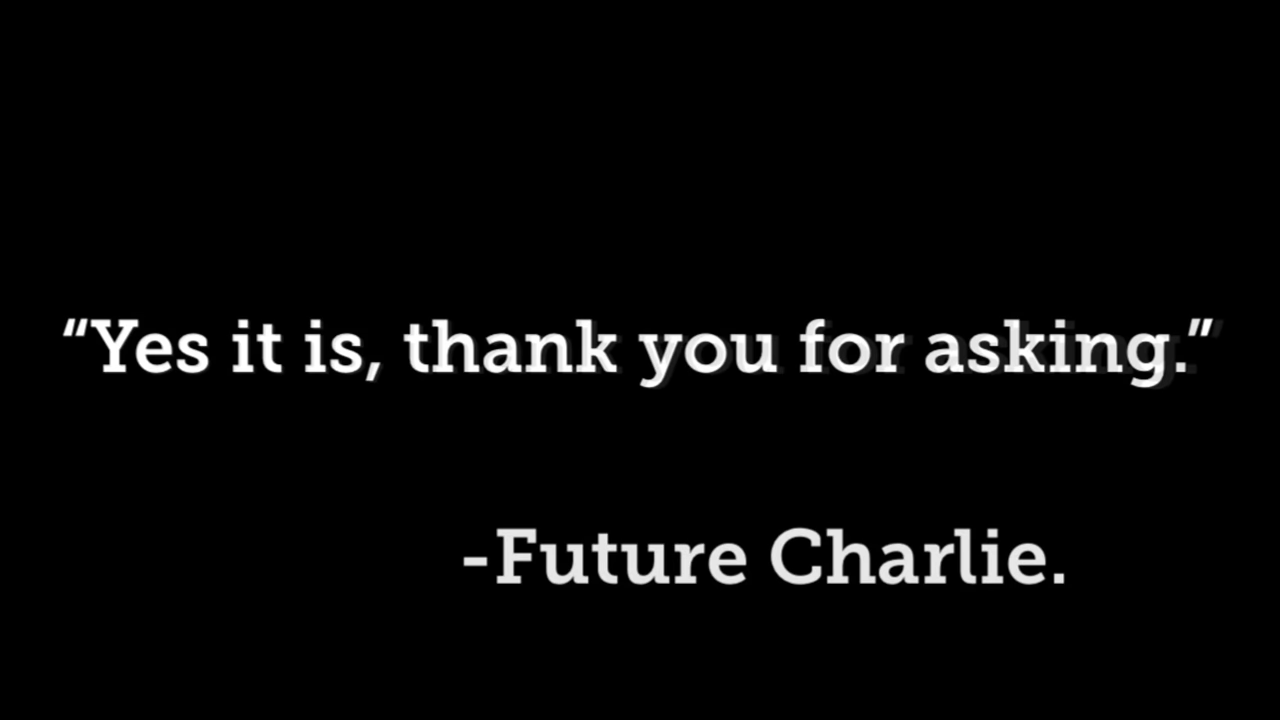 “Yes it is, thank you for asking.”
-Future Charlie.